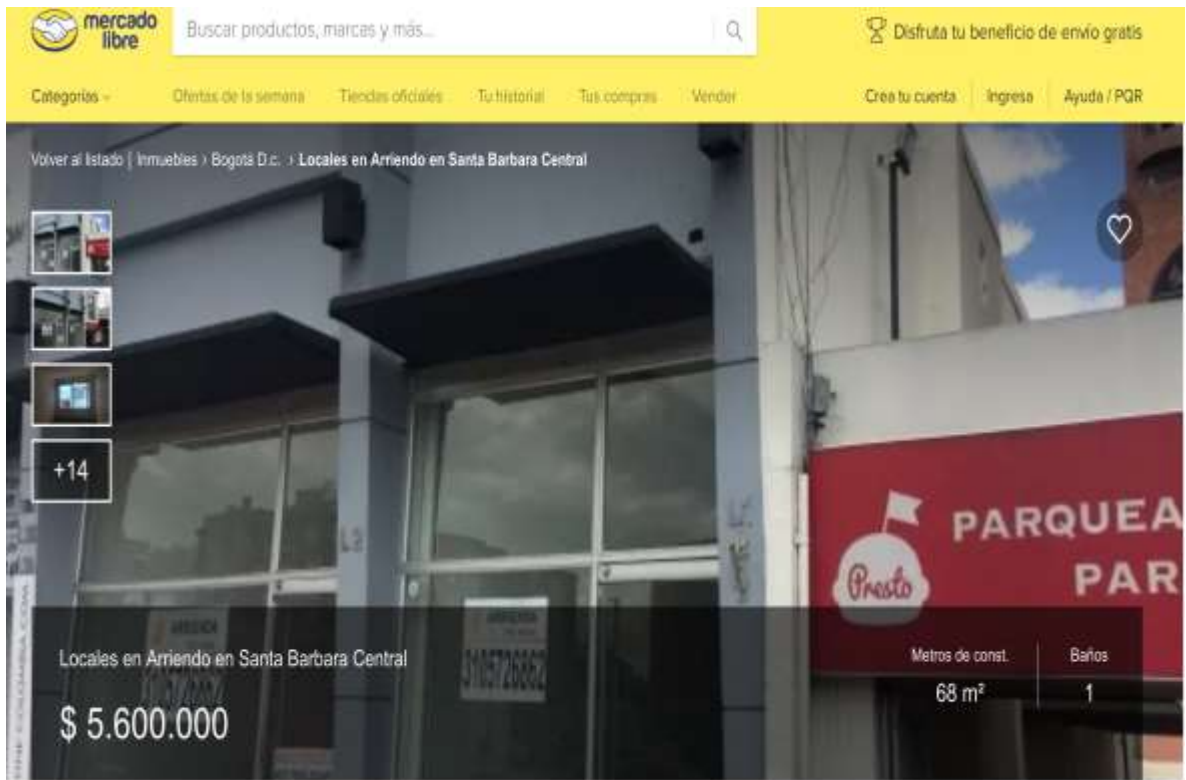 mercado
libre
Buscar productos, marcas y más...
Disfruta tu beneficio de envío gratis
Categorías
Ofertas de la semana
Tiendas oficiales
Tu historial
Tus compras
Vender
Crea tu cuenta
Ingresa
Ayuda / PQR
Volver al listado | Inmuebles › Bogotá D.c. › Locales en Arriendo en Santa Barbara Central
+14
L3
PARQUEA
PAR
Presto
ARRIENDA
3105726862
Locales en Arriendo en Santa Barbara Central
$ 5.600.000
Metros de const.
68 m²
Baños
1